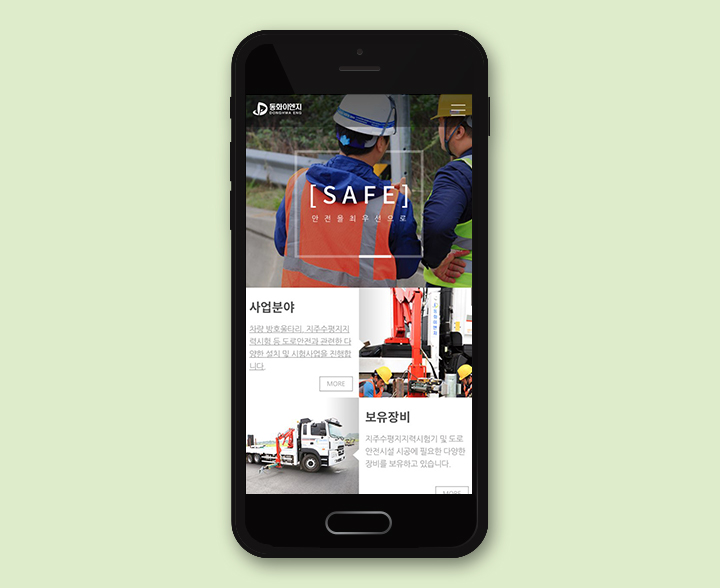 동화이엔지
DONGHWA ENG
[SAFE]
안전을최우선으로
사업분야
차량 방호울타리, 지주수평지지
력시험 등 도로안전과 관련한 다
양한 설치 및 시험사업을 진행합
니다.
MORE
보유장비
지주수평지지력시험기 및 도로
안전시설 시공에 필요한 다양한
장비를 보유하고 있습니다.
MORE